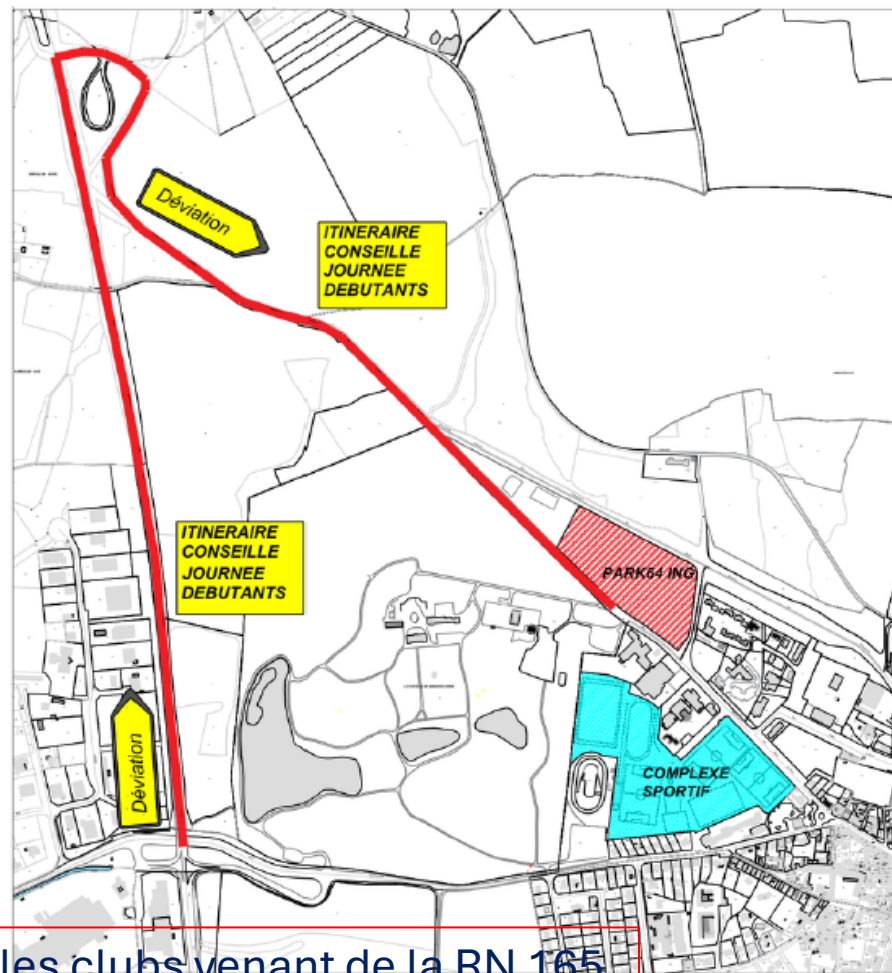 Déviation
ITINERAIRE
CONSEILLE
JOURNEE
DEBUTANTS
ITINERAIRE
CONSEILLE
JOURNEE
DEBUTANTS
PARK64 ING
Déviation
COMPLEXE
SPORTIF
les clubs venant de la RN 165